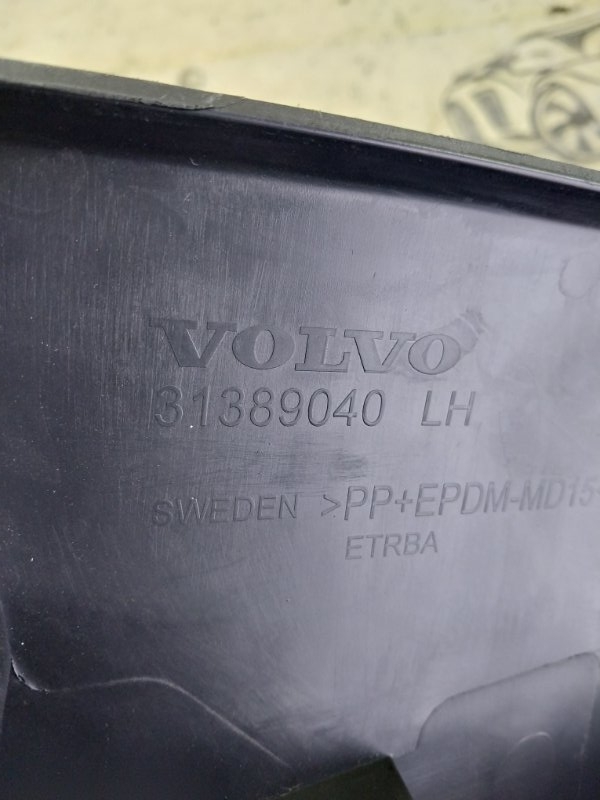 VOLVO
31389040 LH
SWEDEN >PP+EPDM-MD15<
ETRBA